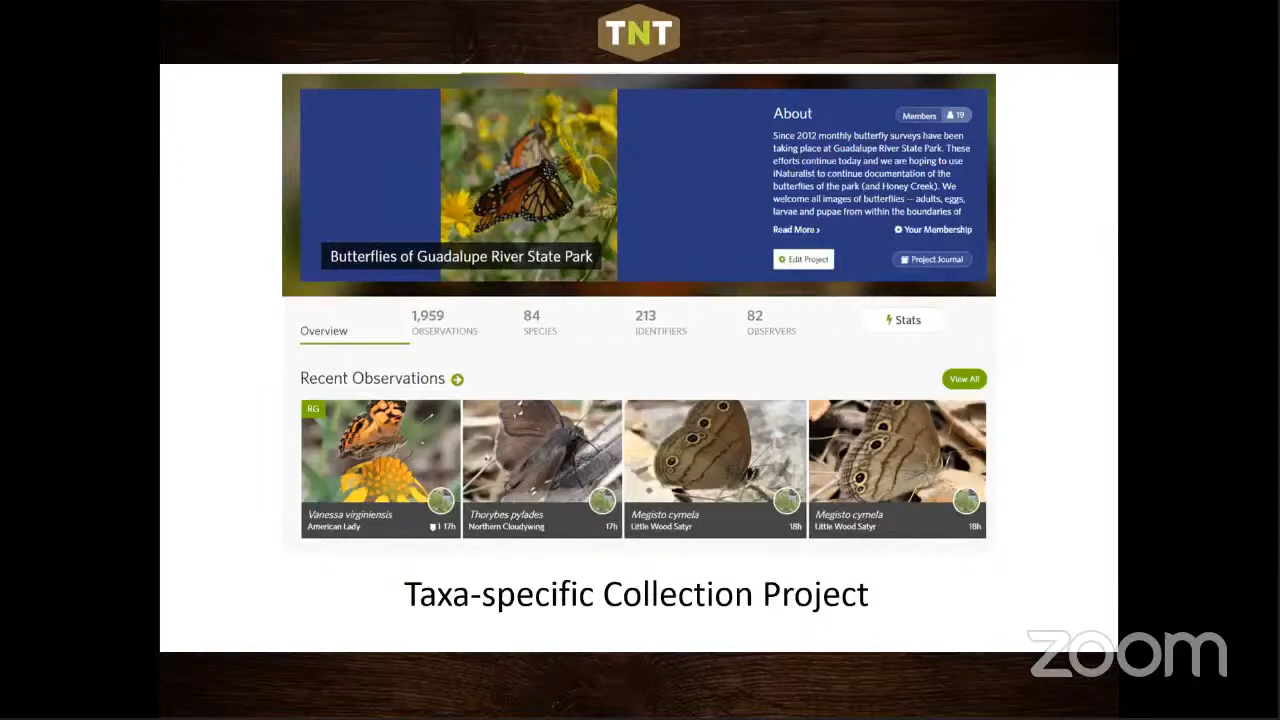 TNT
About
Members 19
Since 2012 monthly butterfly surveys have been
taking place at Guadalupe River State Park. These
efforts continue today and we are hoping to use
iNaturalist to continue documentation of the
butterflies of the park (and Honey Creek). We
welcome all images of butterflies — adults, eggs,
larvae and pupae from within the boundaries of
Read More ›
Your Membership
Butterflies of Guadalupe River State Park
Edit Project
Project Journal
Overview
1,959
OBSERVATIONS
84
SPECIES
213
IDENTIFIERS
82
OBSERVERS
Stats
Recent Observations
View All
RG
Vanessa virginiensis
American Lady
1 17h
Thorybes pylades
Northern Cloudywing
17h
Megisto cymela
Little Wood Satyr
18h
Megisto cymela
Little Wood Satyr
18h
Taxa-specific Collection Project
zoom